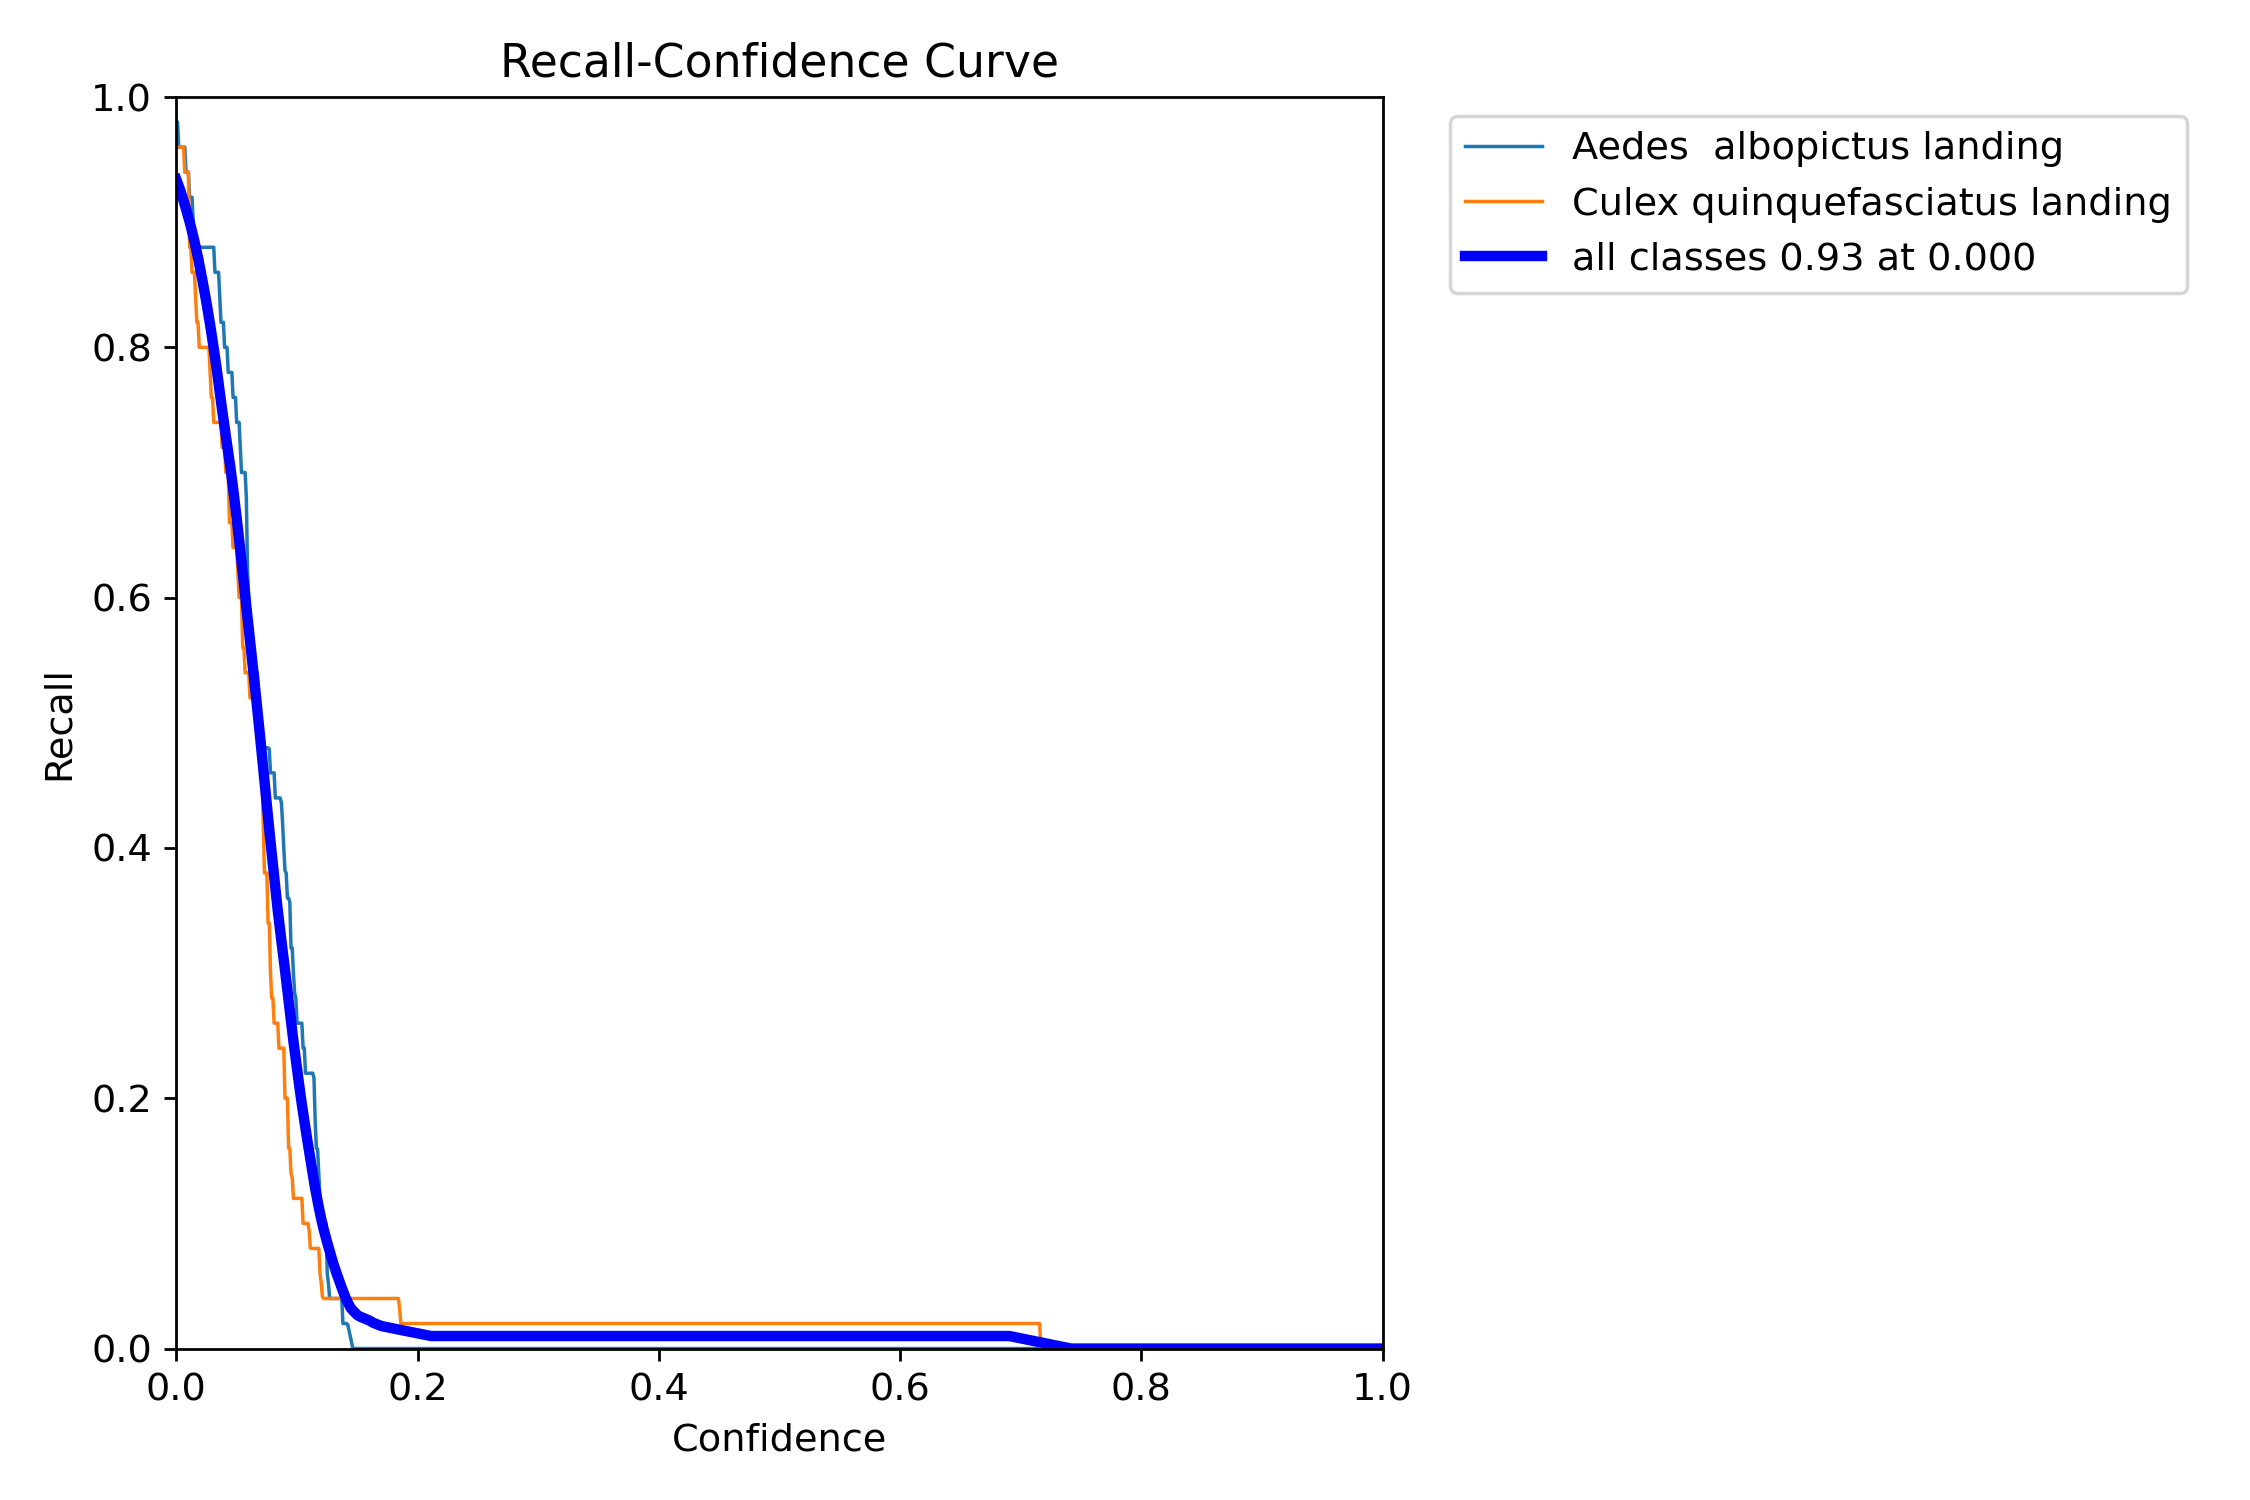 Recall-Confidence Curve
1.0
0.8
0.6
0.4
0.2
0.0
Recall
0.0 0.2 0.4 0.6 0.8 1.0
Confidence
Aedes  albopictus landing
Culex quinquefasciatus landing
all classes 0.93 at 0.000